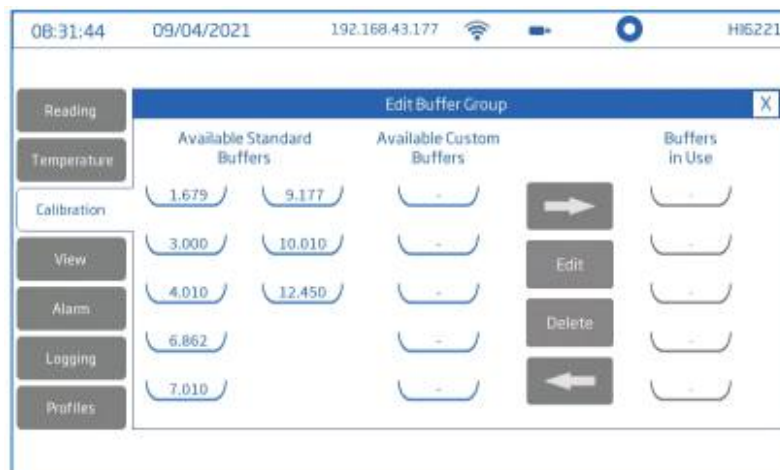 08:31:44 09/04/2021 192.168.43.177 HI6221
Edit Buffer Group X
Reading
Temperature
Calibration
View
Alarm
Logging
Profiles
Available Standard
Buffers
1.679 9.177
3.000 10.010
4.010 12.450
6.862
7.010
Available Custom
Buffers
-
-
-
-
-
Edit
Delete
Buffers
in Use
-
-
-
-
-